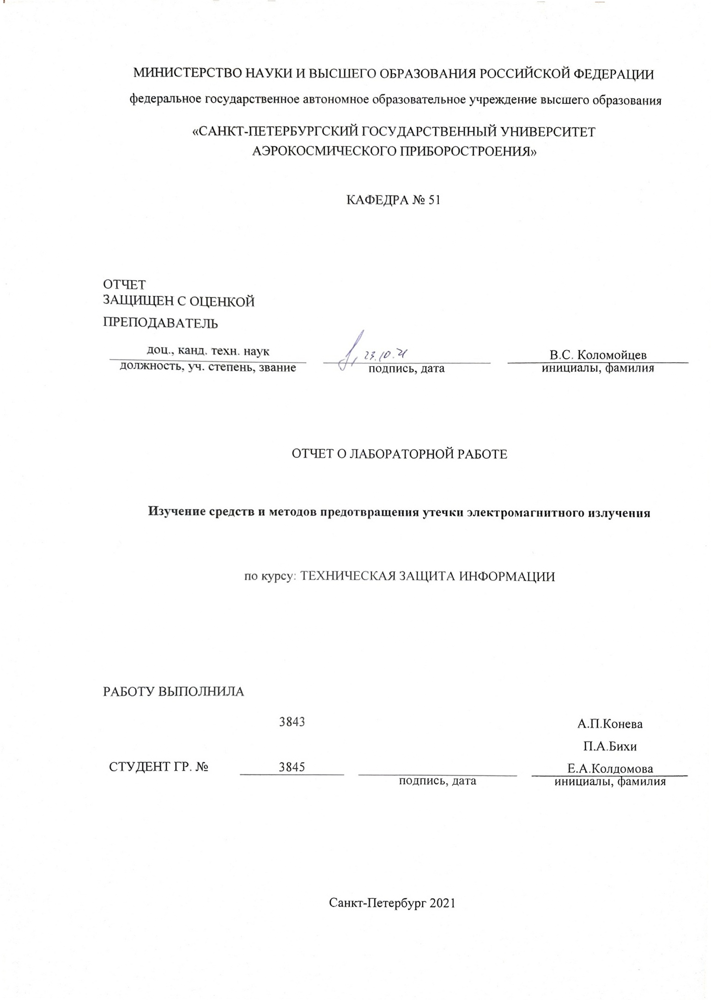 МИНИСТЕРСТВО НАУКИ И ВЫСШЕГО ОБРАЗОВАНИЯ РОССИЙСКОЙ ФЕДЕРАЦИИ
федеральное государственное автономное образовательное учреждение высшего образования
«САНКТ-ПЕТЕРБУРГСКИЙ ГОСУДАРСТВЕННЫЙ УНИВЕРСИТЕТ
АЭРОКОСМИЧЕСКОГО ПРИБОРОСТРОЕНИЯ»
КАФЕДРА № 51
ОТЧЕТ
ЗАЩИЩЕН С ОЦЕНКОЙ
ПРЕПОДАВАТЕЛЬ
доц., канд. техн. наук 23.10.21 В.С. Коломойцев
должность, уч. степень, звание подпись, дата инициалы, фамилия
ОТЧЕТ О ЛАБОРАТОРНОЙ РАБОТЕ
Изучение средств и методов предотвращения утечки электромагнитного излучения
по курсу: ТЕХНИЧЕСКАЯ ЗАЩИТА ИНФОРМАЦИИ
РАБОТУ ВЫПОЛНИЛА
3843 А.П.Конева
П.А.Бихи
СТУДЕНТ ГР. № 3845 Е.А.Колдомова
подпись, дата инициалы, фамилия
Санкт-Петербург 2021